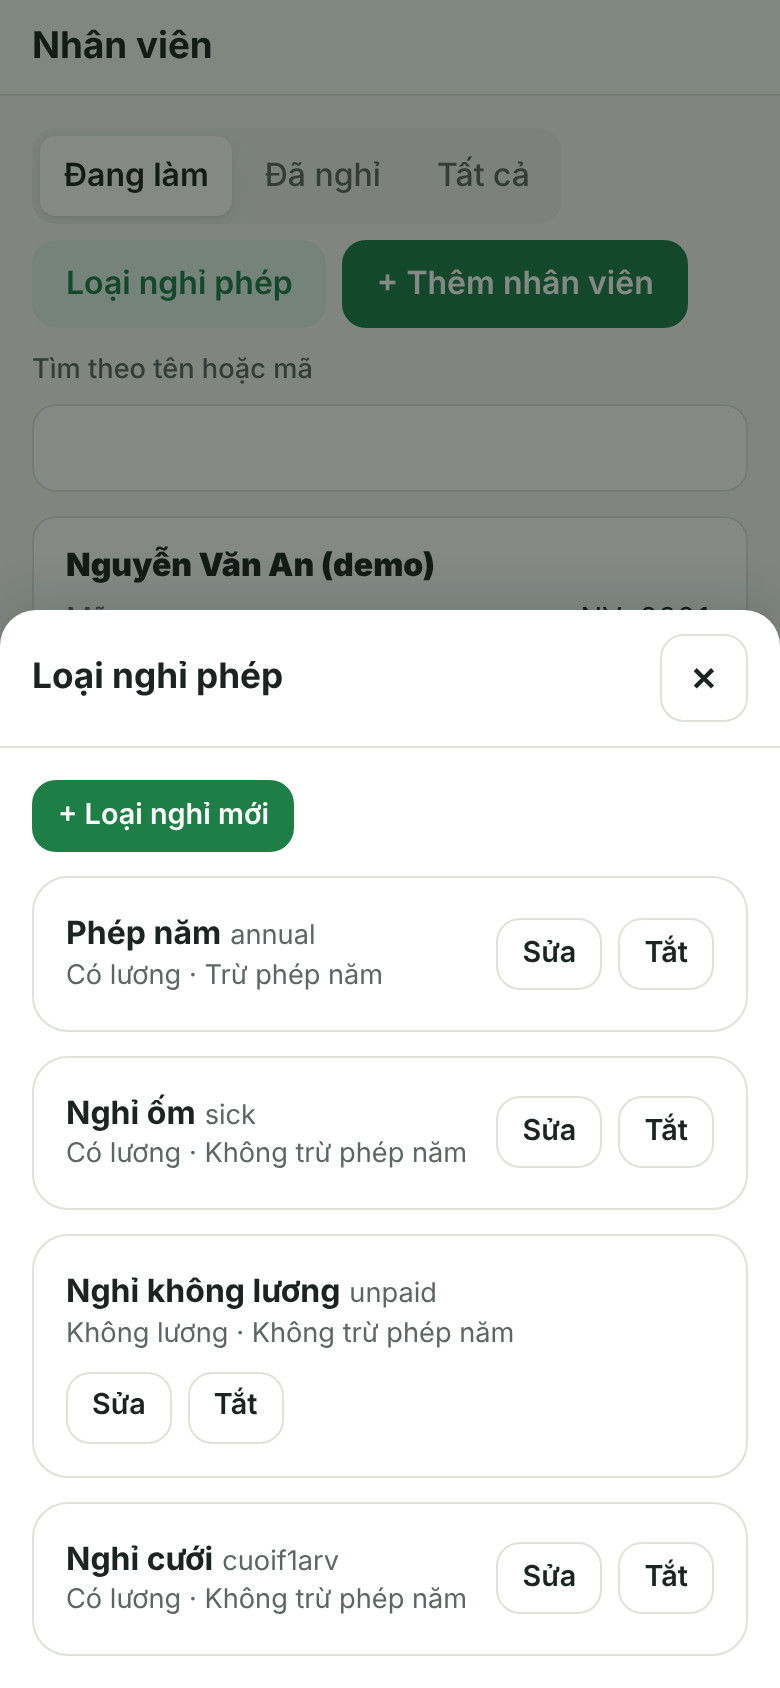 Nhân viên
Đang làm Đã nghỉ Tất cả
Loại nghỉ phép + Thêm nhân viên
Tìm theo tên hoặc mã
Nguyễn Văn An (demo)
Loại nghỉ phép ×
+ Loại nghỉ mới
Phép năm annual
Có lương · Trừ phép năm
Sửa Tắt
Nghỉ ốm sick
Có lương · Không trừ phép năm
Sửa Tắt
Nghỉ không lương unpaid
Không lương · Không trừ phép năm
Sửa Tắt
Nghỉ cưới cuoif1arv
Có lương · Không trừ phép năm
Sửa Tắt